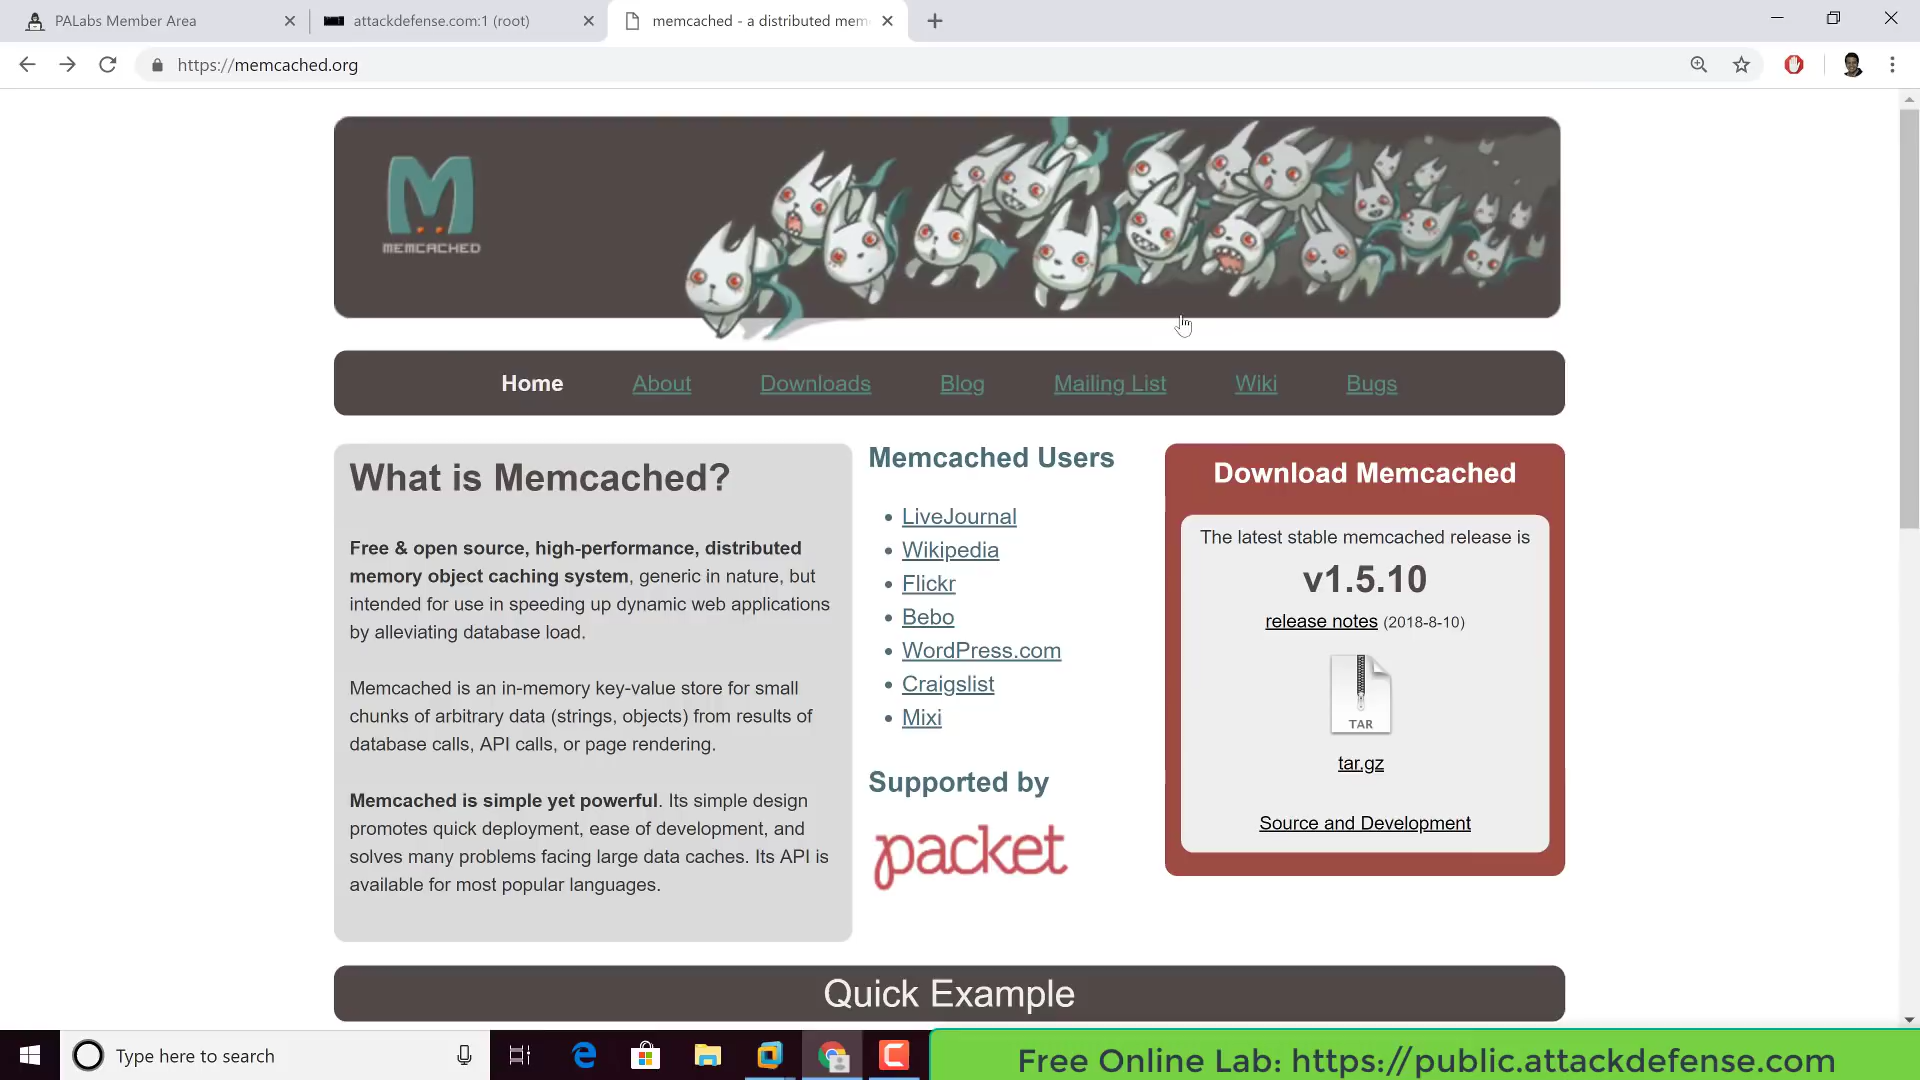 PALabs Member Area
attackdefense.com:1 (root)
memcached - a distributed mem
https://memcached.org
MEMCACHED
Home About Downloads Blog Mailing List Wiki Bugs
What is Memcached?
Free & open source, high-performance, distributed
memory object caching system, generic in nature, but
intended for use in speeding up dynamic web applications
by alleviating database load.
Memcached is an in-memory key-value store for small
chunks of arbitrary data (strings, objects) from results of
database calls, API calls, or page rendering.
Memcached is simple yet powerful. Its simple design
promotes quick deployment, ease of development, and
solves many problems facing large data caches. Its API is
available for most popular languages.
Memcached Users
LiveJournal
Wikipedia
Flickr
Bebo
WordPress.com
Craigslist
Mixi
Supported by
packet
Download Memcached
The latest stable memcached release is
v1.5.10
release notes (2018-8-10)
TAR
tar.gz
Source and Development
Quick Example
Type here to search
Free Online Lab: https://public.attackdefense.com